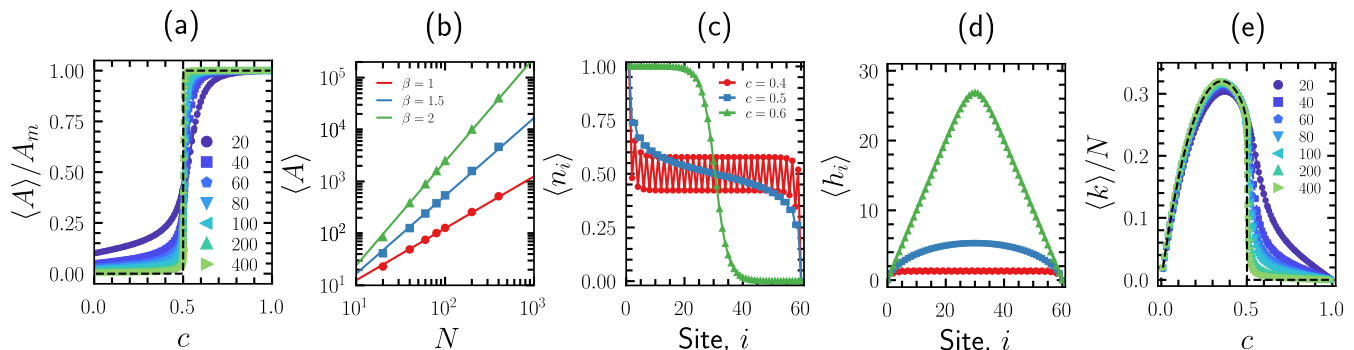 (a)
(b)
(c)
(d)
(e)
⟨A⟩/A_m
1.00
0.75
0.50
0.25
0.00
20
40
60
80
100
200
400
0.0
0.5
1.0
c
⟨A⟩
10^5
10^4
10^3
10^2
10^1
β = 1
β = 1.5
β = 2
10^1
10^2
10^3
N
⟨n_i⟩
1.00
0.75
0.50
0.25
0.00
c = 0.4
c = 0.5
c = 0.6
0
20
40
60
Site, i
⟨h_i⟩
30
20
10
0
0
20
40
60
Site, i
⟨k⟩/N
0.3
0.2
0.1
0.0
20
40
60
80
100
200
400
0.0
0.5
1.0
c